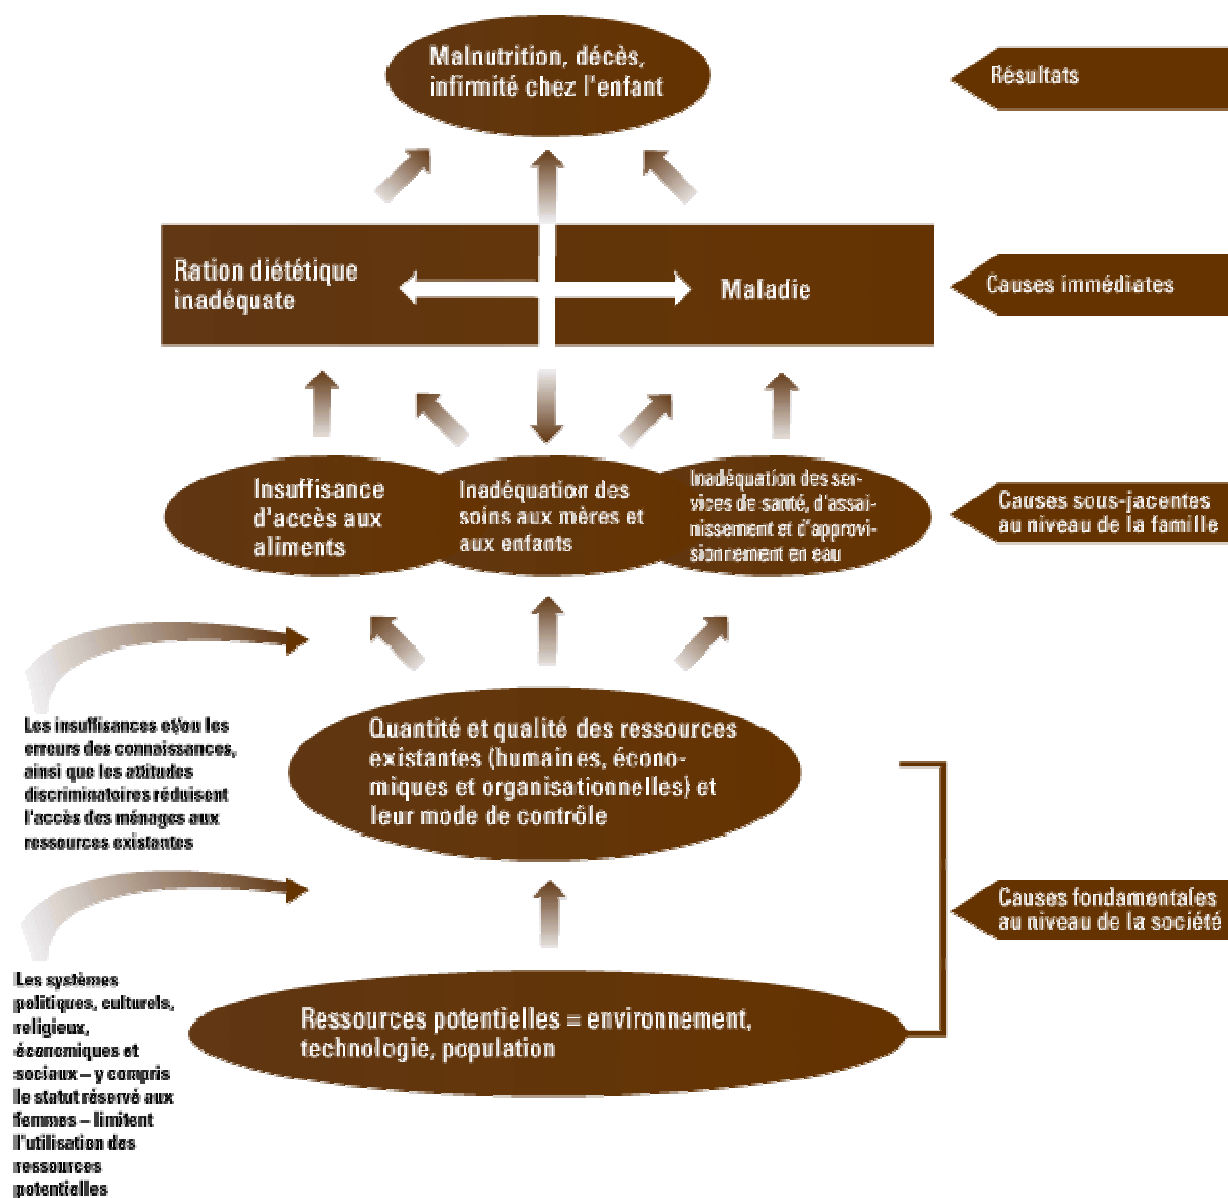 Malnutrition, décès,
infirmité chez l'enfant
Résultats
Ration diététique
inadéquate
Maladie
Causes immédiates
Insuffisance
d'accès aux
aliments
Inadéquation des
soins aux mères et
aux enfants
Inadéquation des ser-
vices de santé, d'assai-
nissement et d'approvi-
sionnement en eau
Causes sous-jacentes
au niveau de la famille
Les insuffisances et/ou les
erreurs des connaissances,
ainsi que les attitudes
discriminatoires réduisent
l'accès des ménages aux
ressources existantes
Quantité et qualité des ressources
existantes (humaines, écono-
miques et organisationnelles) et
leur mode de contrôle
Causes fondamentales
au niveau de la société
Les systèmes
politiques, culturels,
religieux,
économiques et
sociaux – y compris
le statut réservé aux
femmes – limitent
l'utilisation des
ressources
potentielles
Ressources potentielles = environnement,
technologie, population